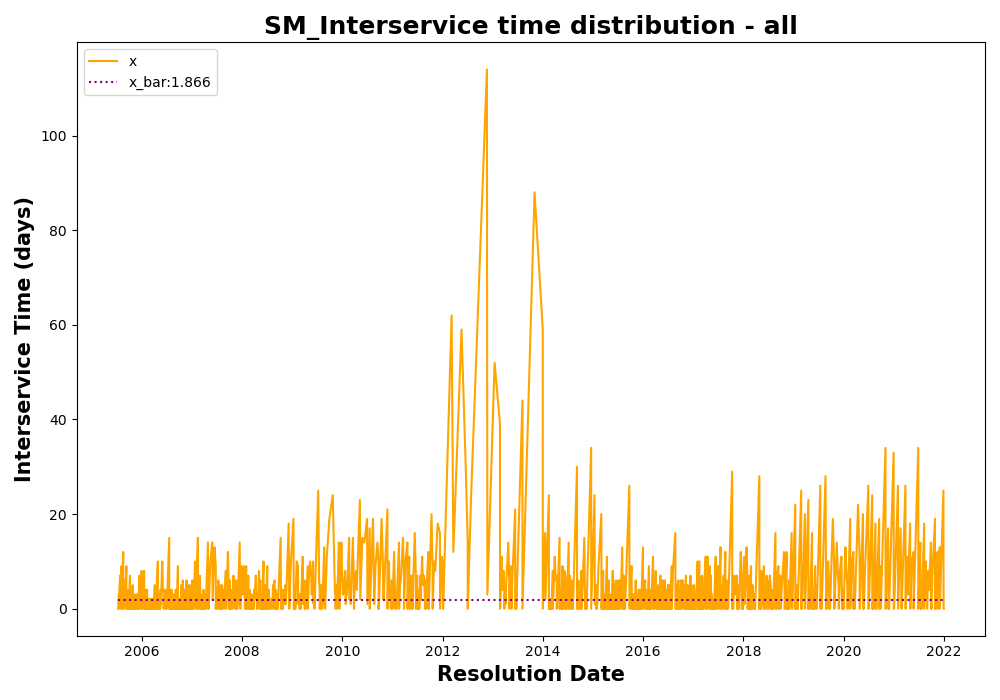 SM_Interservice time distribution - all
x
x_bar:1.866
Interservice Time (days)
100
80
60
40
20
0
2006 2008 2010 2012 2014 2016 2018 2020 2022
Resolution Date